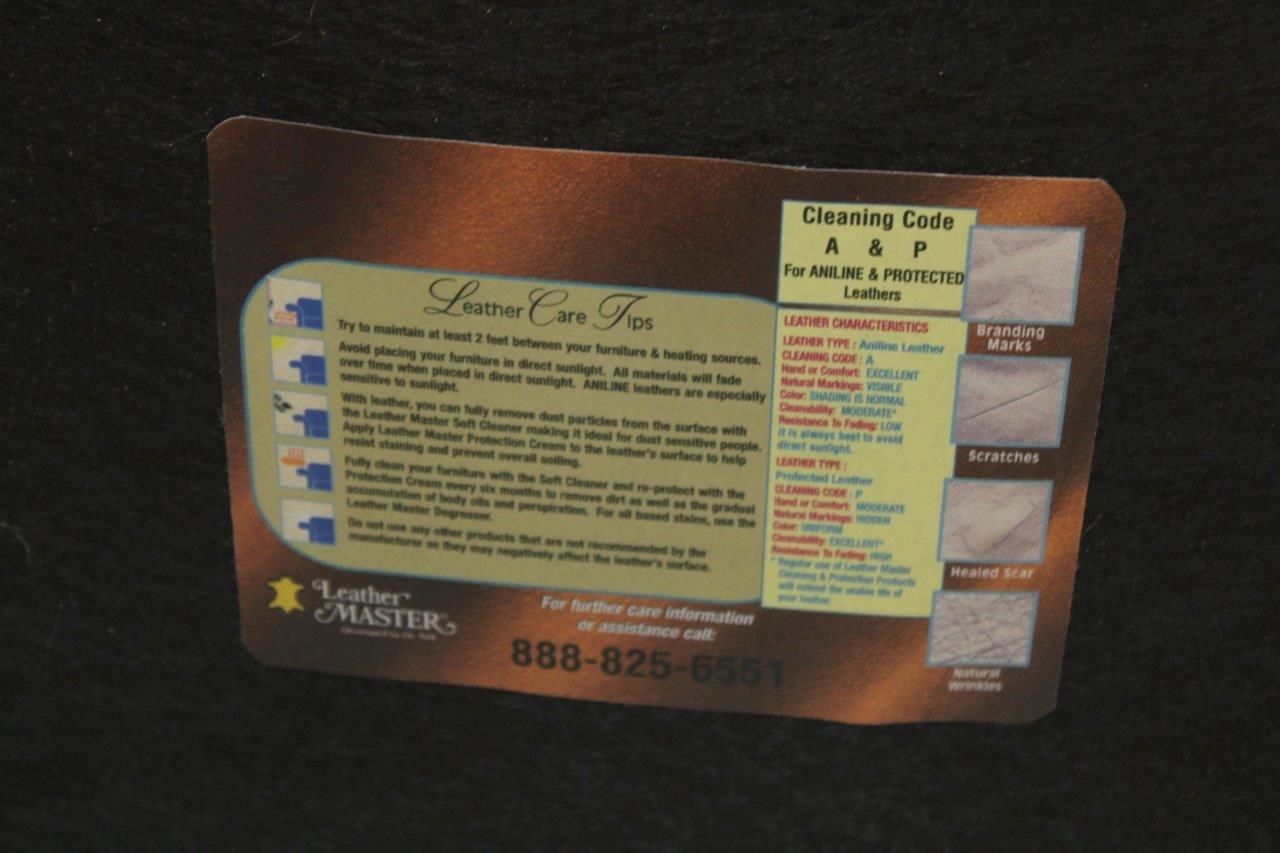 Leather Care Tips
Try to maintain at least 2 feet between your furniture & heating sources.
Avoid placing your furniture in direct sunlight. All materials will fade
over time when placed in direct sunlight. ANILINE leathers are especially
sensitive to sunlight.
With leather, you can fully remove dust particles from the surface with
the Leather Master Soft Cleaner making it ideal for dust sensitive people.
Apply Leather Master Protection Cream to the leather's surface to help
resist staining and prevent overall soiling.
Fully clean your furniture with the Soft Cleaner and re-protect with the
Protection Cream every six months to remove dirt as well as the gradual
accumulation of body oils and perspiration. For oil based stains, use the
Leather Master Degreaser.
Do not use any other products that are not recommended by the
manufacturer as they may negatively affect the leather's surface.
Leather
MASTER
Developed by
For further care information
or assistance call:
888-825-6551
Cleaning Code
A & P
For ANILINE & PROTECTED
Leathers
LEATHER CHARACTERISTICS
LEATHER TYPE : Aniline Leather
CLEANING CODE : A
Hand or Comfort: EXCELLENT
Natural Markings: VISIBLE
Color: SHADING IS NORMAL
Cleanability: MODERATE*
Resistance To Fading: LOW
It is always best to avoid
direct sunlight.
LEATHER TYPE :
Protected Leather
CLEANING CODE : P
Hand or Comfort: MODERATE
Natural Markings: HIDDEN
Color: UNIFORM
Cleanability: EXCELLENT*
Resistance To Fading: HIGH
* Regular use of Leather Master
Cleaning & Protection Products
will extend the usable life of
your leather.
Branding
Marks
Scratches
Healed Scar
Natural
Wrinkles